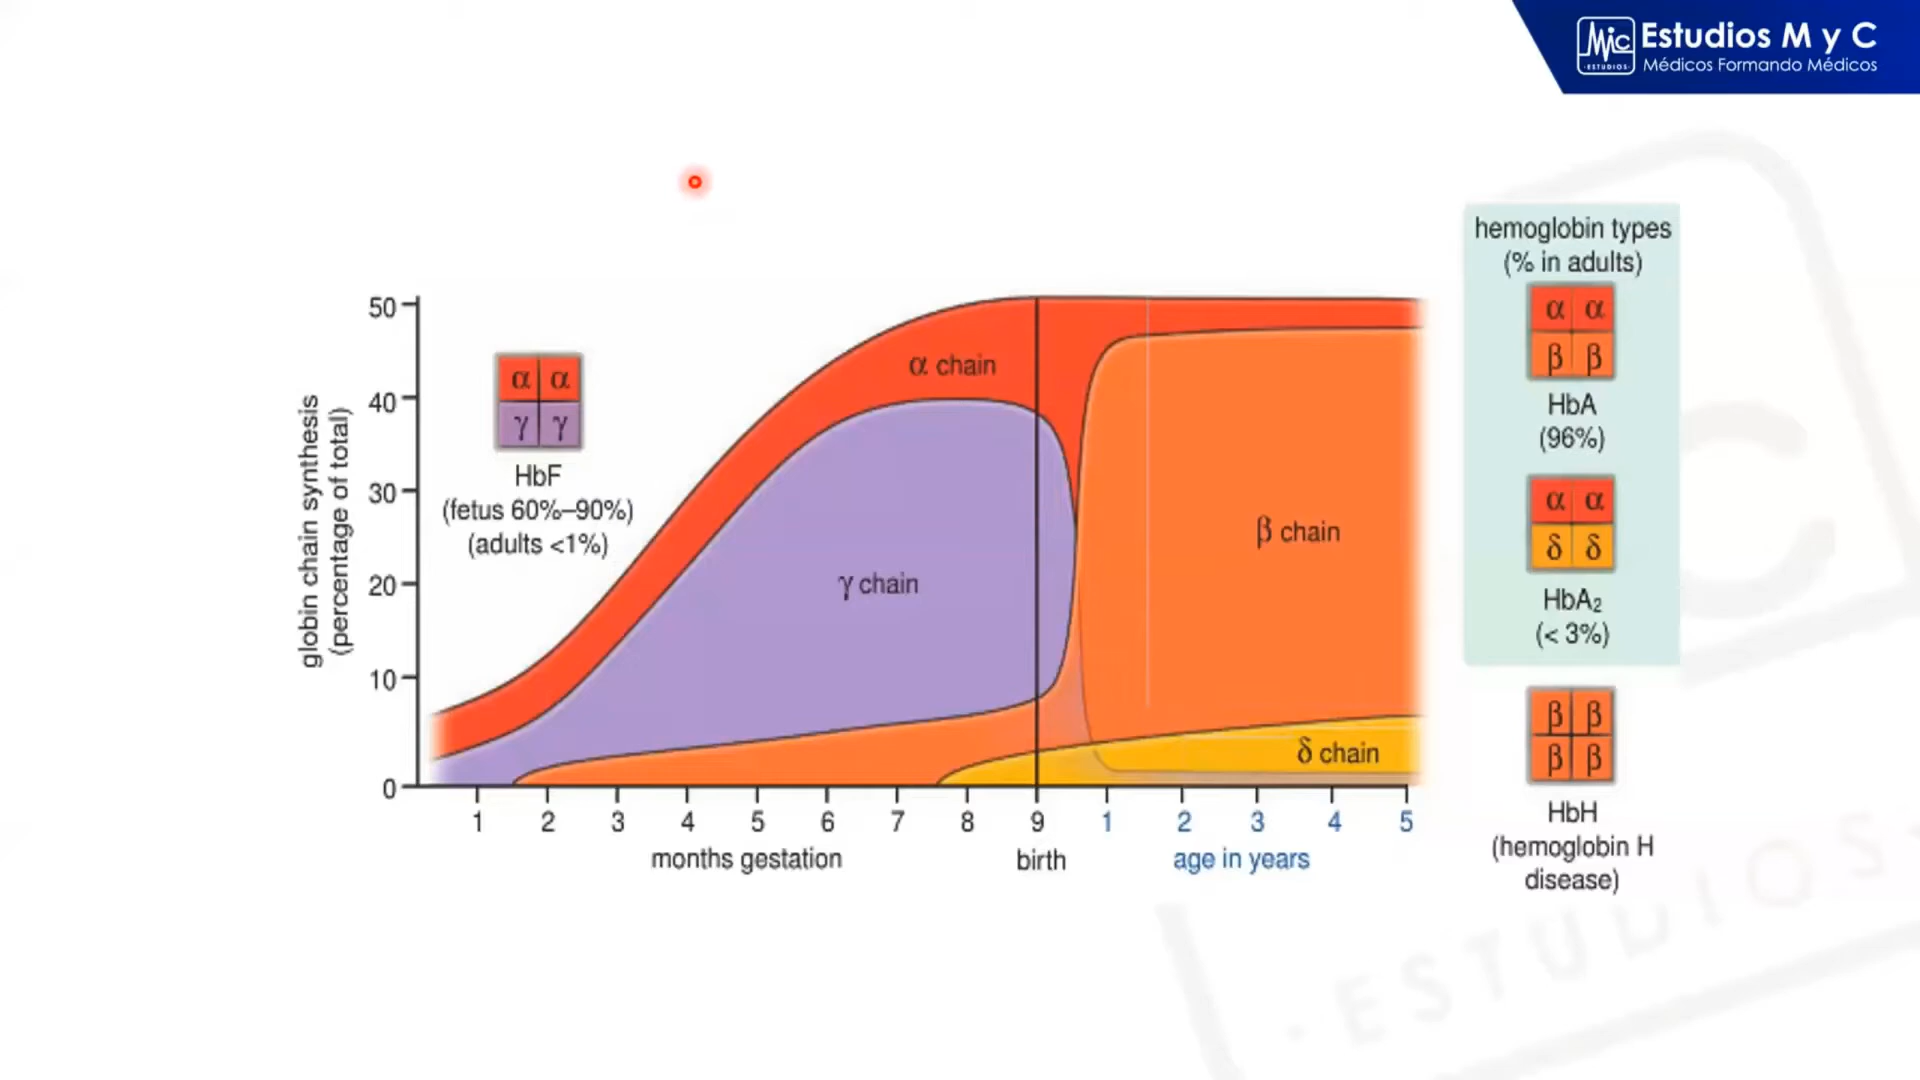 Myc
·ESTUDIOS·
Estudios M y C
Médicos Formando Médicos
globin chain synthesis
(percentage of total)
50
40
30
20
10
0
α α
γ γ
HbF
(fetus 60%–90%)
(adults <1%)
α chain
γ chain
β chain
δ chain
1 2 3 4 5 6 7 8 9 1 2 3 4 5
months gestation
birth
age in years
hemoglobin types
(% in adults)
α α
β β
HbA
(96%)
α α
δ δ
HbA₂
(< 3%)
β β
β β
HbH
(hemoglobin H
disease)
C
· ESTUDIOS ·